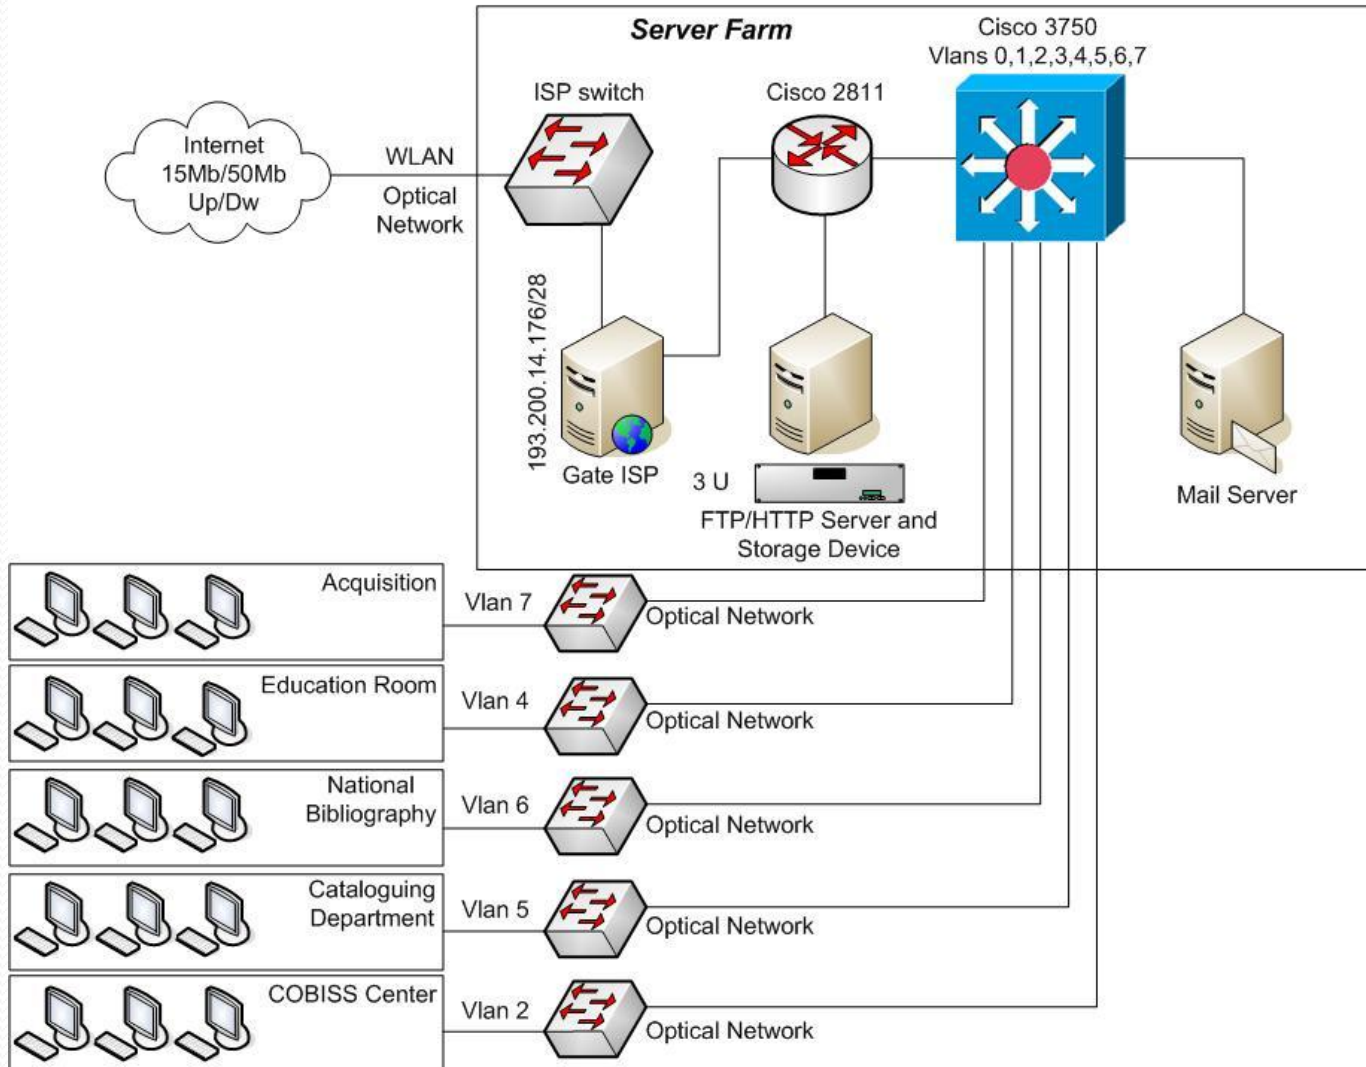 Server Farm
Cisco 3750
Vlans 0,1,2,3,4,5,6,7
ISP switch
Cisco 2811
Internet
15Mb/50Mb
Up/Dw
WLAN
Optical
Network
193.200.14.176/28
Gate ISP
3 U
FTP/HTTP Server and
Storage Device
Mail Server
Acquisition
Vlan 7
Optical Network
Education Room
Vlan 4
Optical Network
National
Bibliography
Vlan 6
Optical Network
Cataloguing
Department
Vlan 5
Optical Network
COBISS Center
Vlan 2
Optical Network